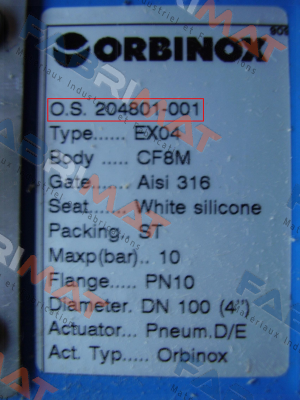 ORBINOX
O.S. 204801-001
Type...... EX04
Body ...... CF8M
Gate....... Aisi 316
Seat....... White silicone
Packing. ST
Maxp(bar).. 10
Flange..... PN10
Diameter. DN 100 (4")
Actuator... Pneum.D/E
Act. Typ.... Orbinox
FABRIMAT